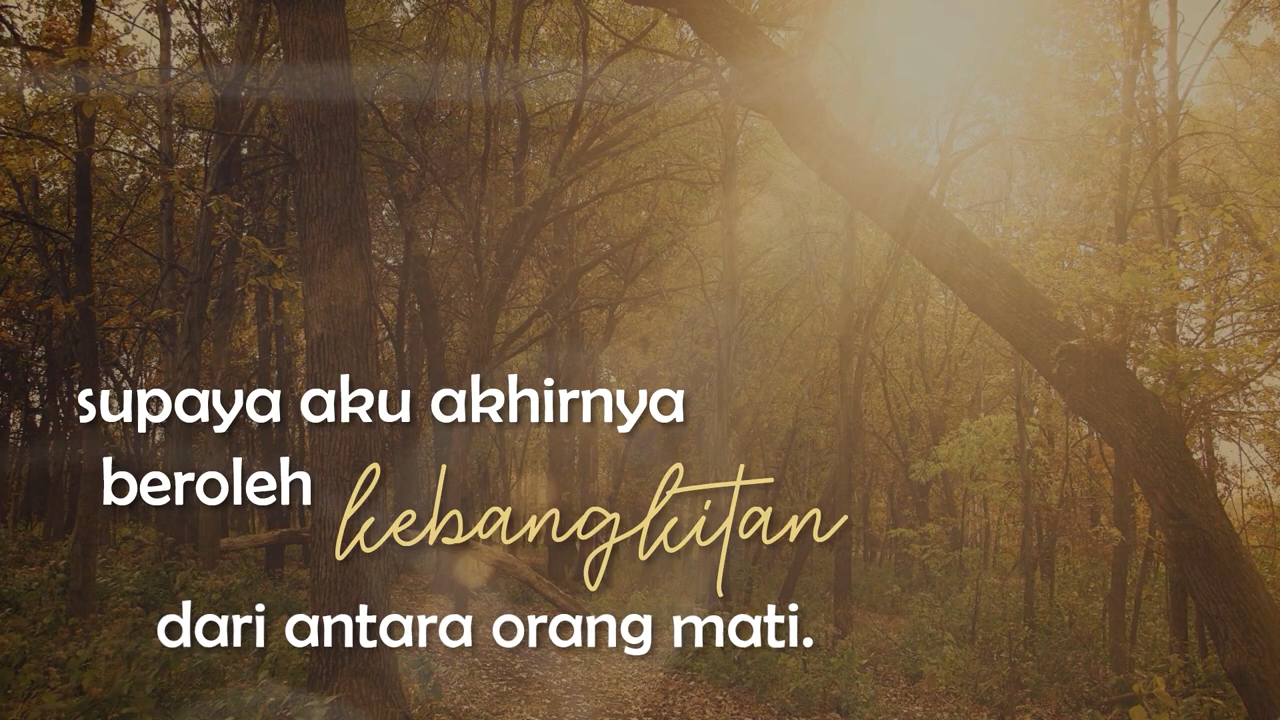 supaya aku akhirnya
beroleh kebangkitan
dari antara orang mati.